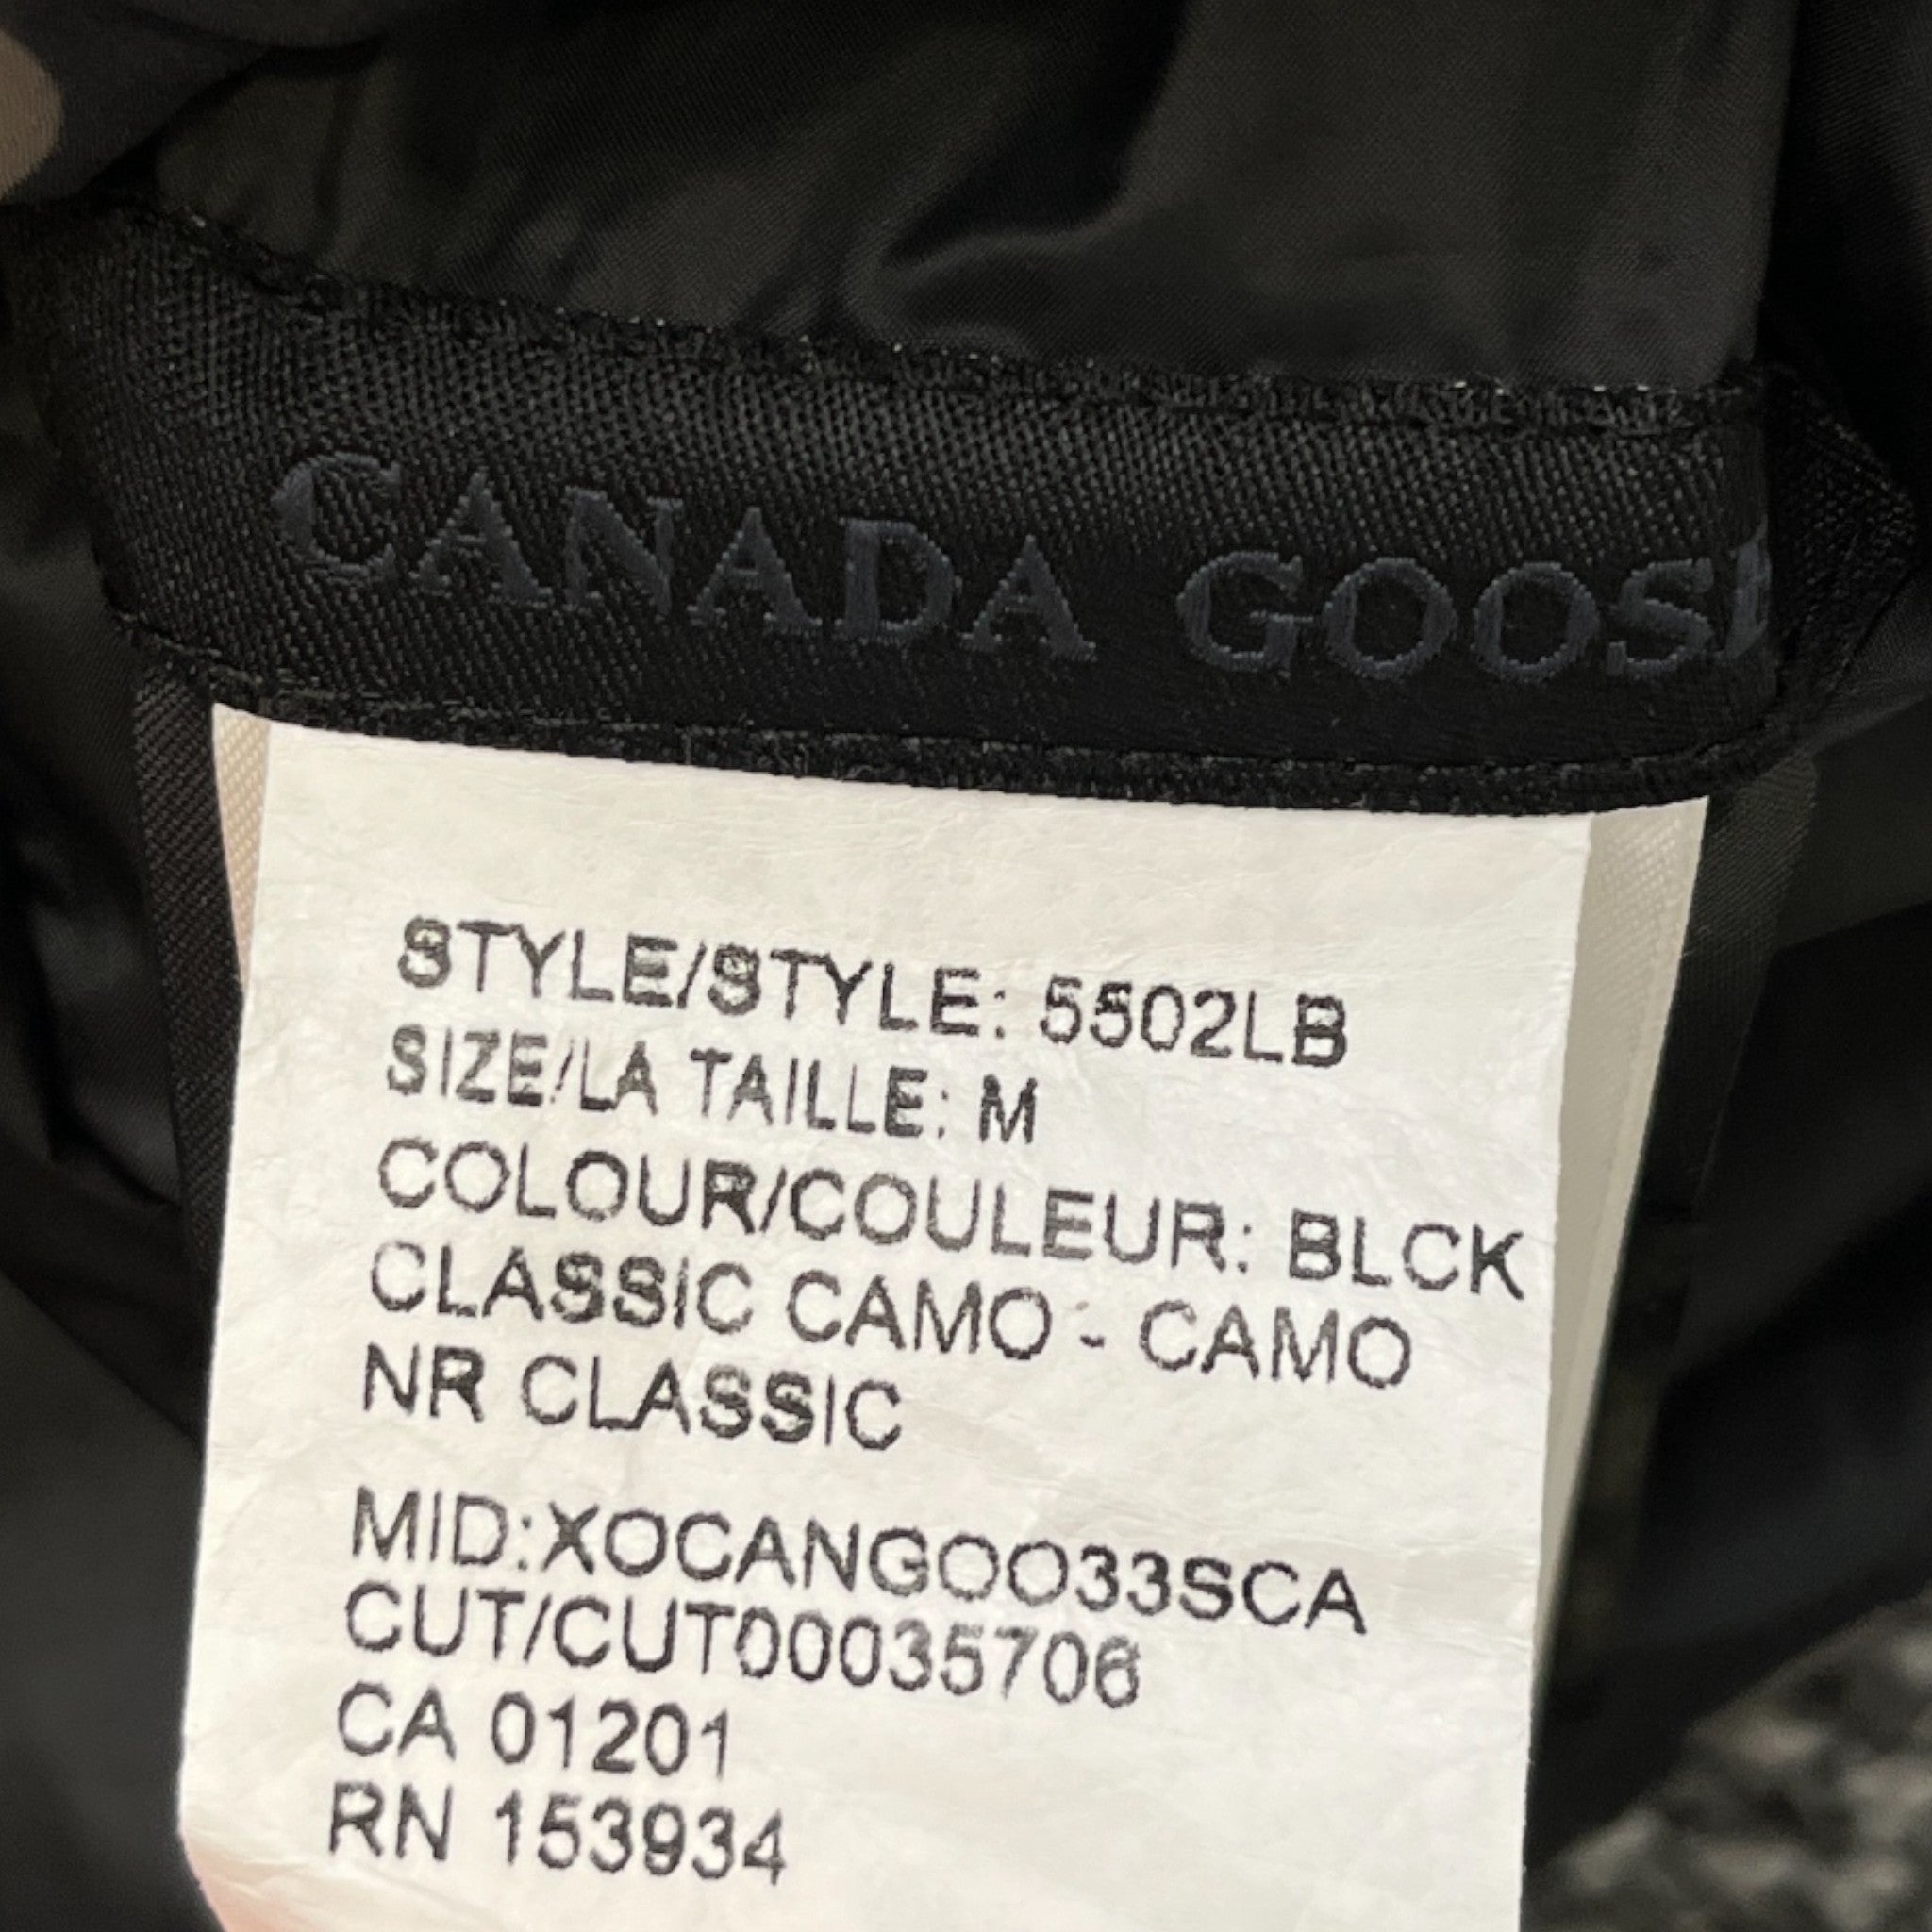 CANADA GOOSE
STYLE/STYLE: 5502LB
SIZE/LA TAILLE: M
COLOUR/COULEUR: BLCK
CLASSIC CAMO - CAMO
NR CLASSIC
MID:XOCANGOO33SCA
CUT/CUT00035706
CA 01201
RN 153934